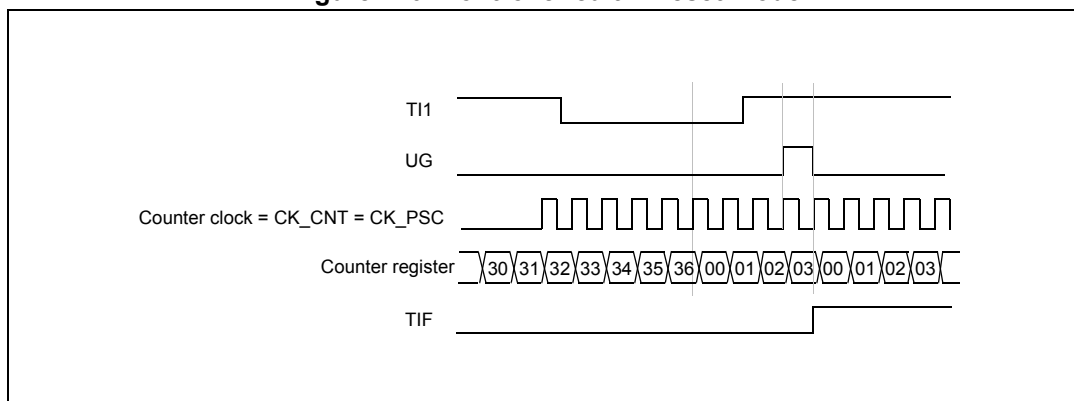 TI1
UG
Counter clock = CK_CNT = CK_PSC
Counter register 30 31 32 33 34 35 36 00 01 02 03 00 01 02 03
TIF